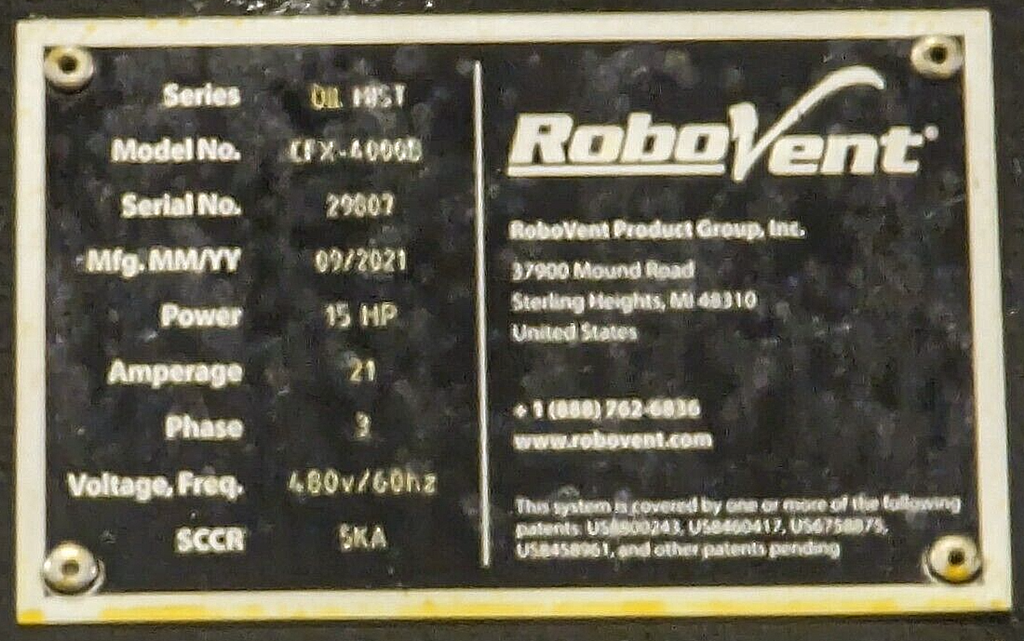 Series OIL MIST
Model No. CFX-4000B
Serial No. 29807
Mfg. MM/YY 09/2021
Power 15 HP
Amperage 21
Phase 3
Voltage, Freq. 480v/60hz
SCCR 5KA
RoboVent
RoboVent Product Group, Inc.
37900 Mound Road
Sterling Heights, MI 48310
United States
+ 1 (888) 762-6836
www.robovent.com
This system is covered by one or more of the following
patents: US8460417, US6758875,
US8458961, and other patents pending